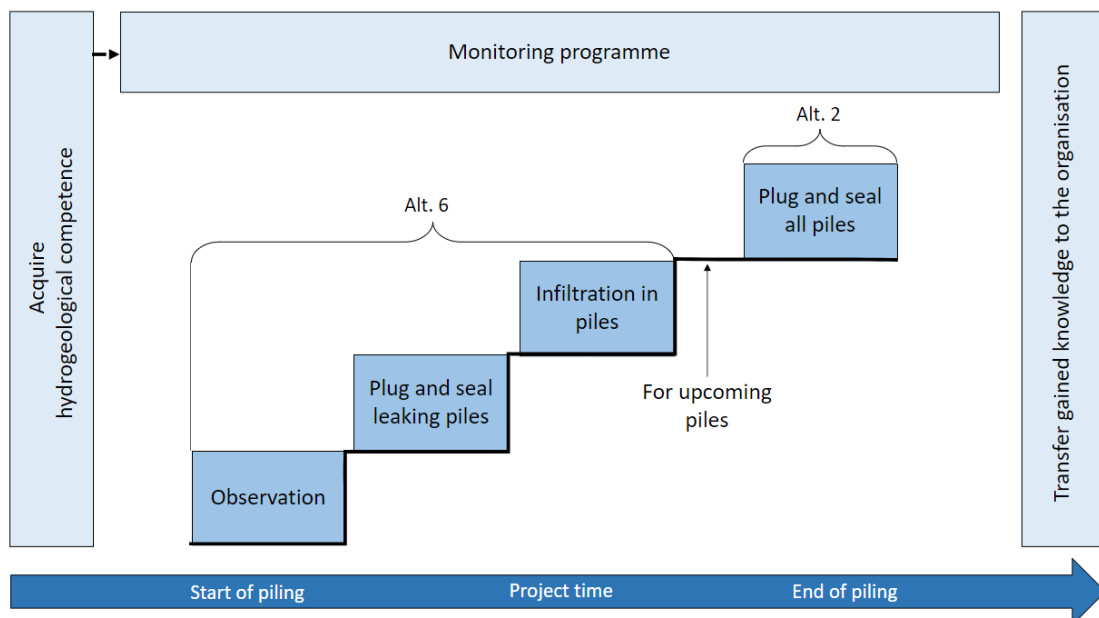 Acquire
hydrogeological competence
Monitoring programme
Alt. 2
Plug and seal
all piles
Alt. 6
Infiltration in
piles
For upcoming
piles
Plug and seal
leaking piles
Observation
Transfer gained knowledge to the organisation
Start of piling
Project time
End of piling